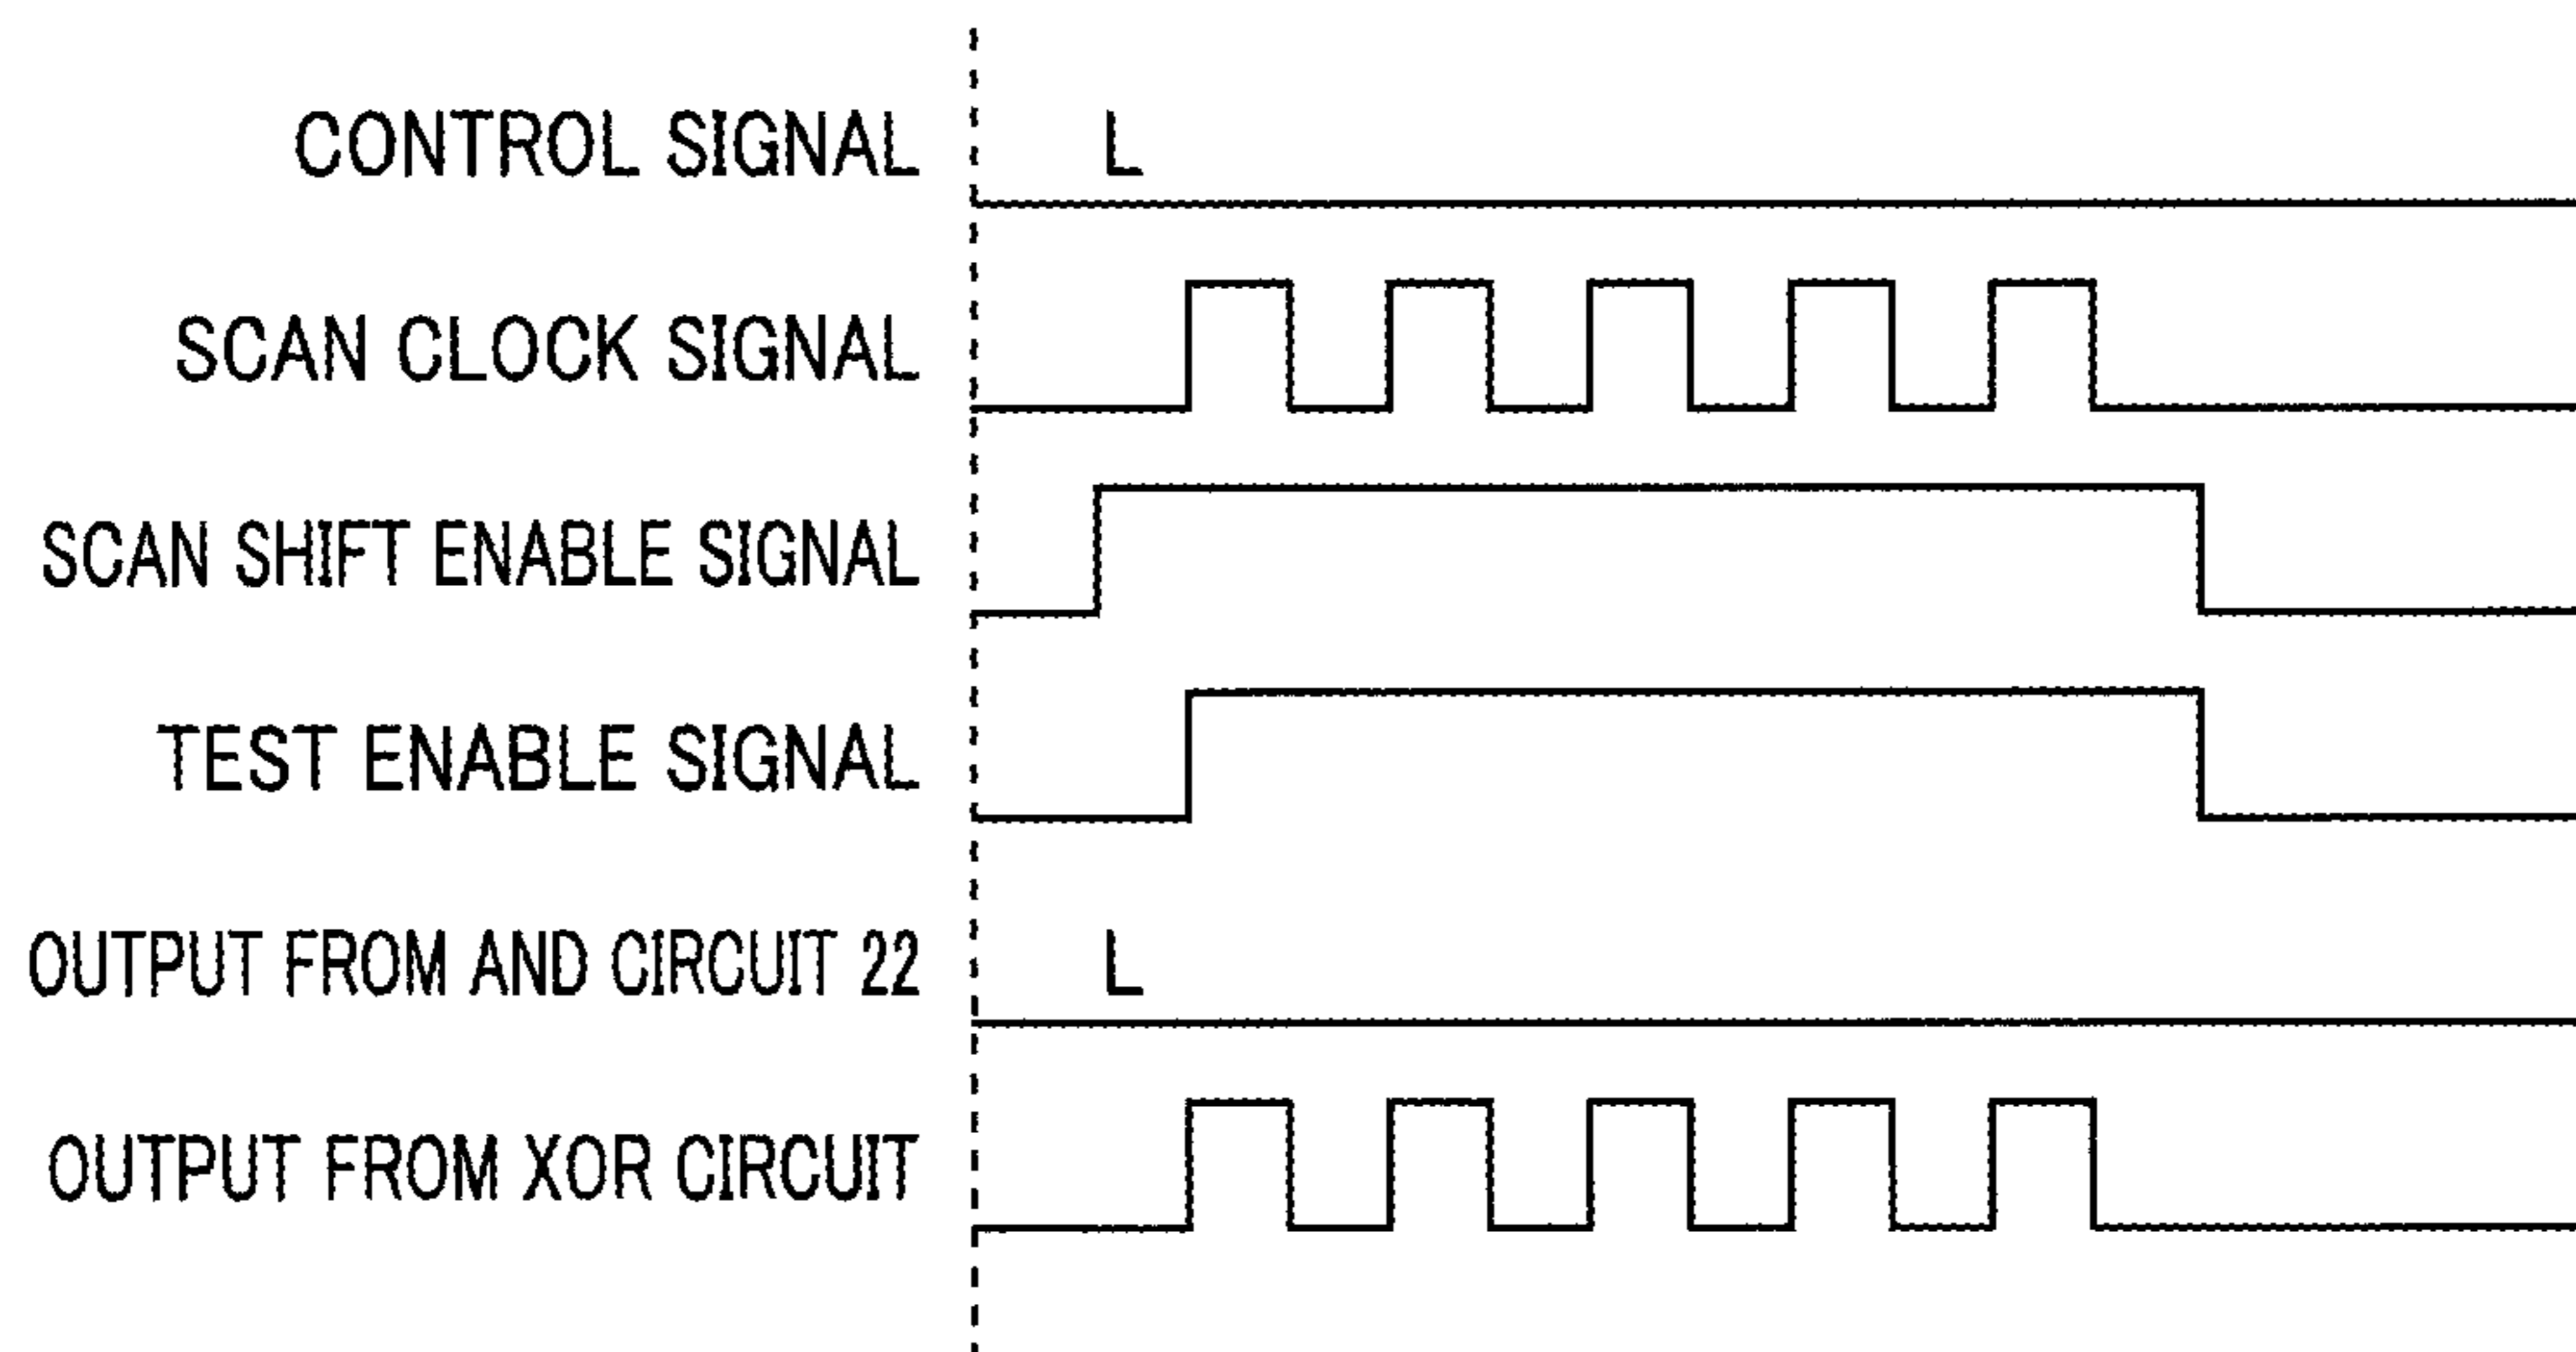 CONTROL SIGNAL L
SCAN CLOCK SIGNAL
SCAN SHIFT ENABLE SIGNAL
TEST ENABLE SIGNAL
OUTPUT FROM AND CIRCUIT 22 L
OUTPUT FROM XOR CIRCUIT